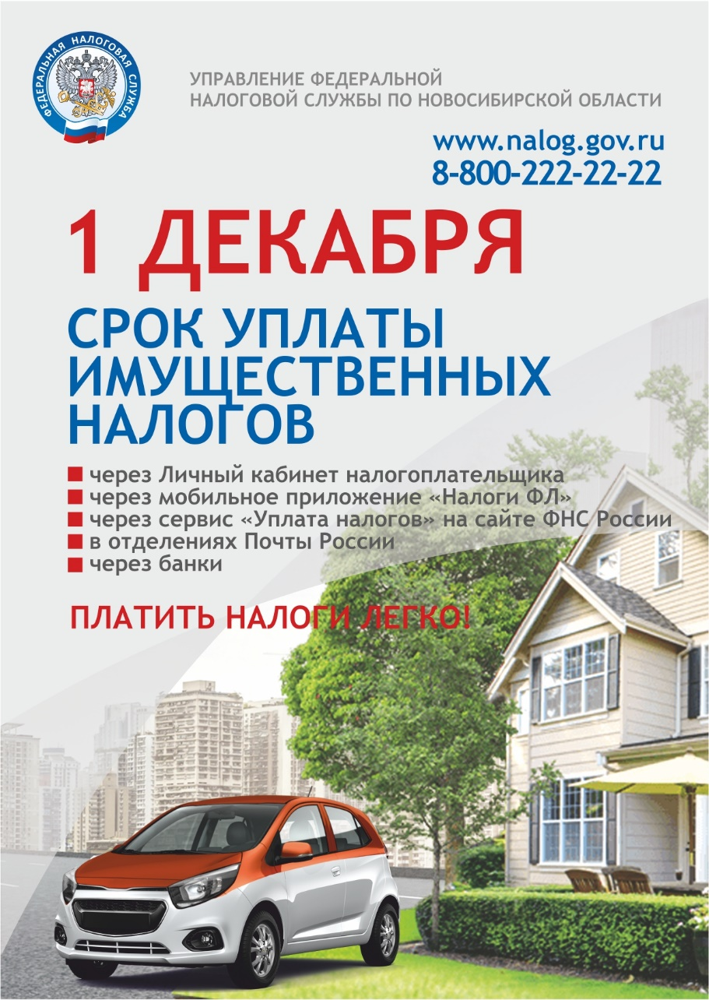 ФЕДЕРАЛЬНАЯ НАЛОГОВАЯ СЛУЖБА
УПРАВЛЕНИЕ ФЕДЕРАЛЬНОЙ
НАЛОГОВОЙ СЛУЖБЫ ПО НОВОСИБИРСКОЙ ОБЛАСТИ
www.nalog.gov.ru
8-800-222-22-22
1 ДЕКАБРЯ
СРОК УПЛАТЫ
ИМУЩЕСТВЕННЫХ
НАЛОГОВ
■ через Личный кабинет налогоплательщика
■ через мобильное приложение «Налоги ФЛ»
■ через сервис «Уплата налогов» на сайте ФНС России
■ в отделениях Почты России
■ через банки
ПЛАТИТЬ НАЛОГИ ЛЕГКО!